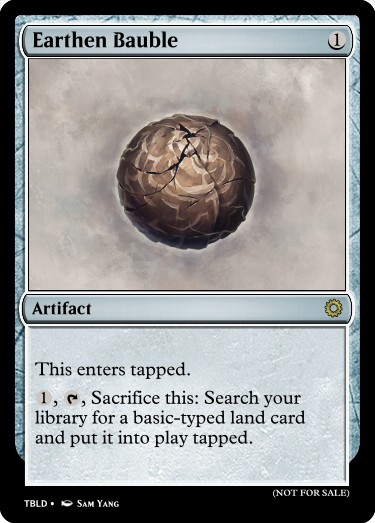 Earthen Bauble 1
Artifact
This enters tapped.
1, , Sacrifice this: Search your
library for a basic-typed land card
and put it into play tapped.
(NOT FOR SALE)
TBLD • Sam Yang